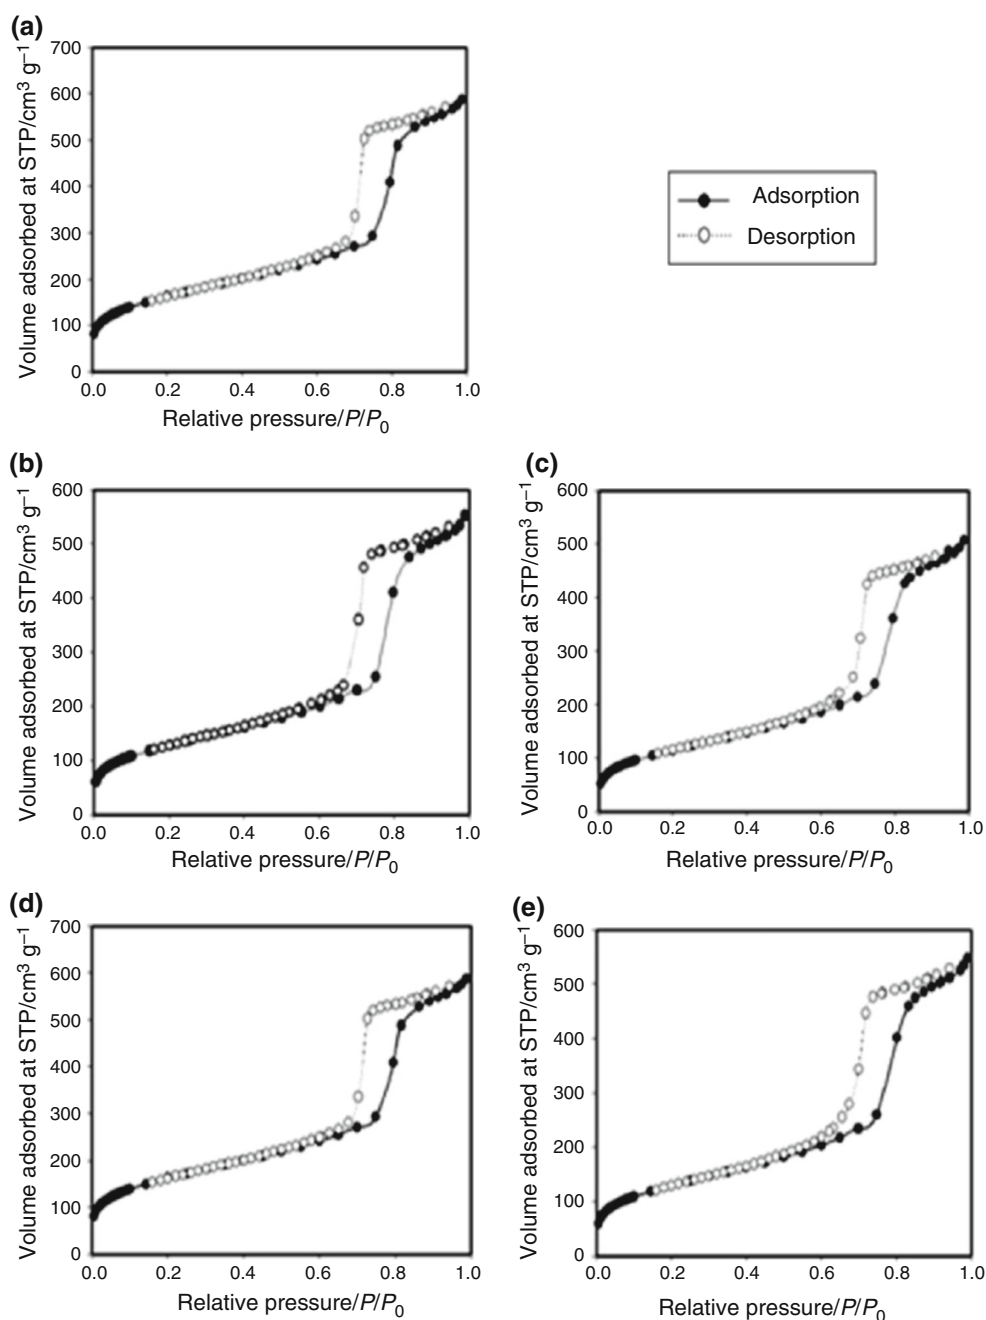 (a)
Volume adsorbed at STP/cm³ g⁻¹
700
600
500
400
300
200
100
0
0.0 0.2 0.4 0.6 0.8 1.0
Relative pressure/P/P₀
Adsorption
Desorption
(b)
Volume adsorbed at STP/cm³ g⁻¹
600
500
400
300
200
100
0
0.0 0.2 0.4 0.6 0.8 1.0
Relative pressure/P/P₀
(c)
Volume adsorbed at STP/cm³ g⁻¹
600
500
400
300
200
100
0
0.0 0.2 0.4 0.6 0.8 1.0
Relative pressure/P/P₀
(d)
Volume adsorbed at STP/cm³ g⁻¹
700
600
500
400
300
200
100
0
0.0 0.2 0.4 0.6 0.8 1.0
Relative pressure/P/P₀
(e)
Volume adsorbed at STP/cm³ g⁻¹
600
500
400
300
200
100
0
0.0 0.2 0.4 0.6 0.8 1.0
Relative pressure/P/P₀